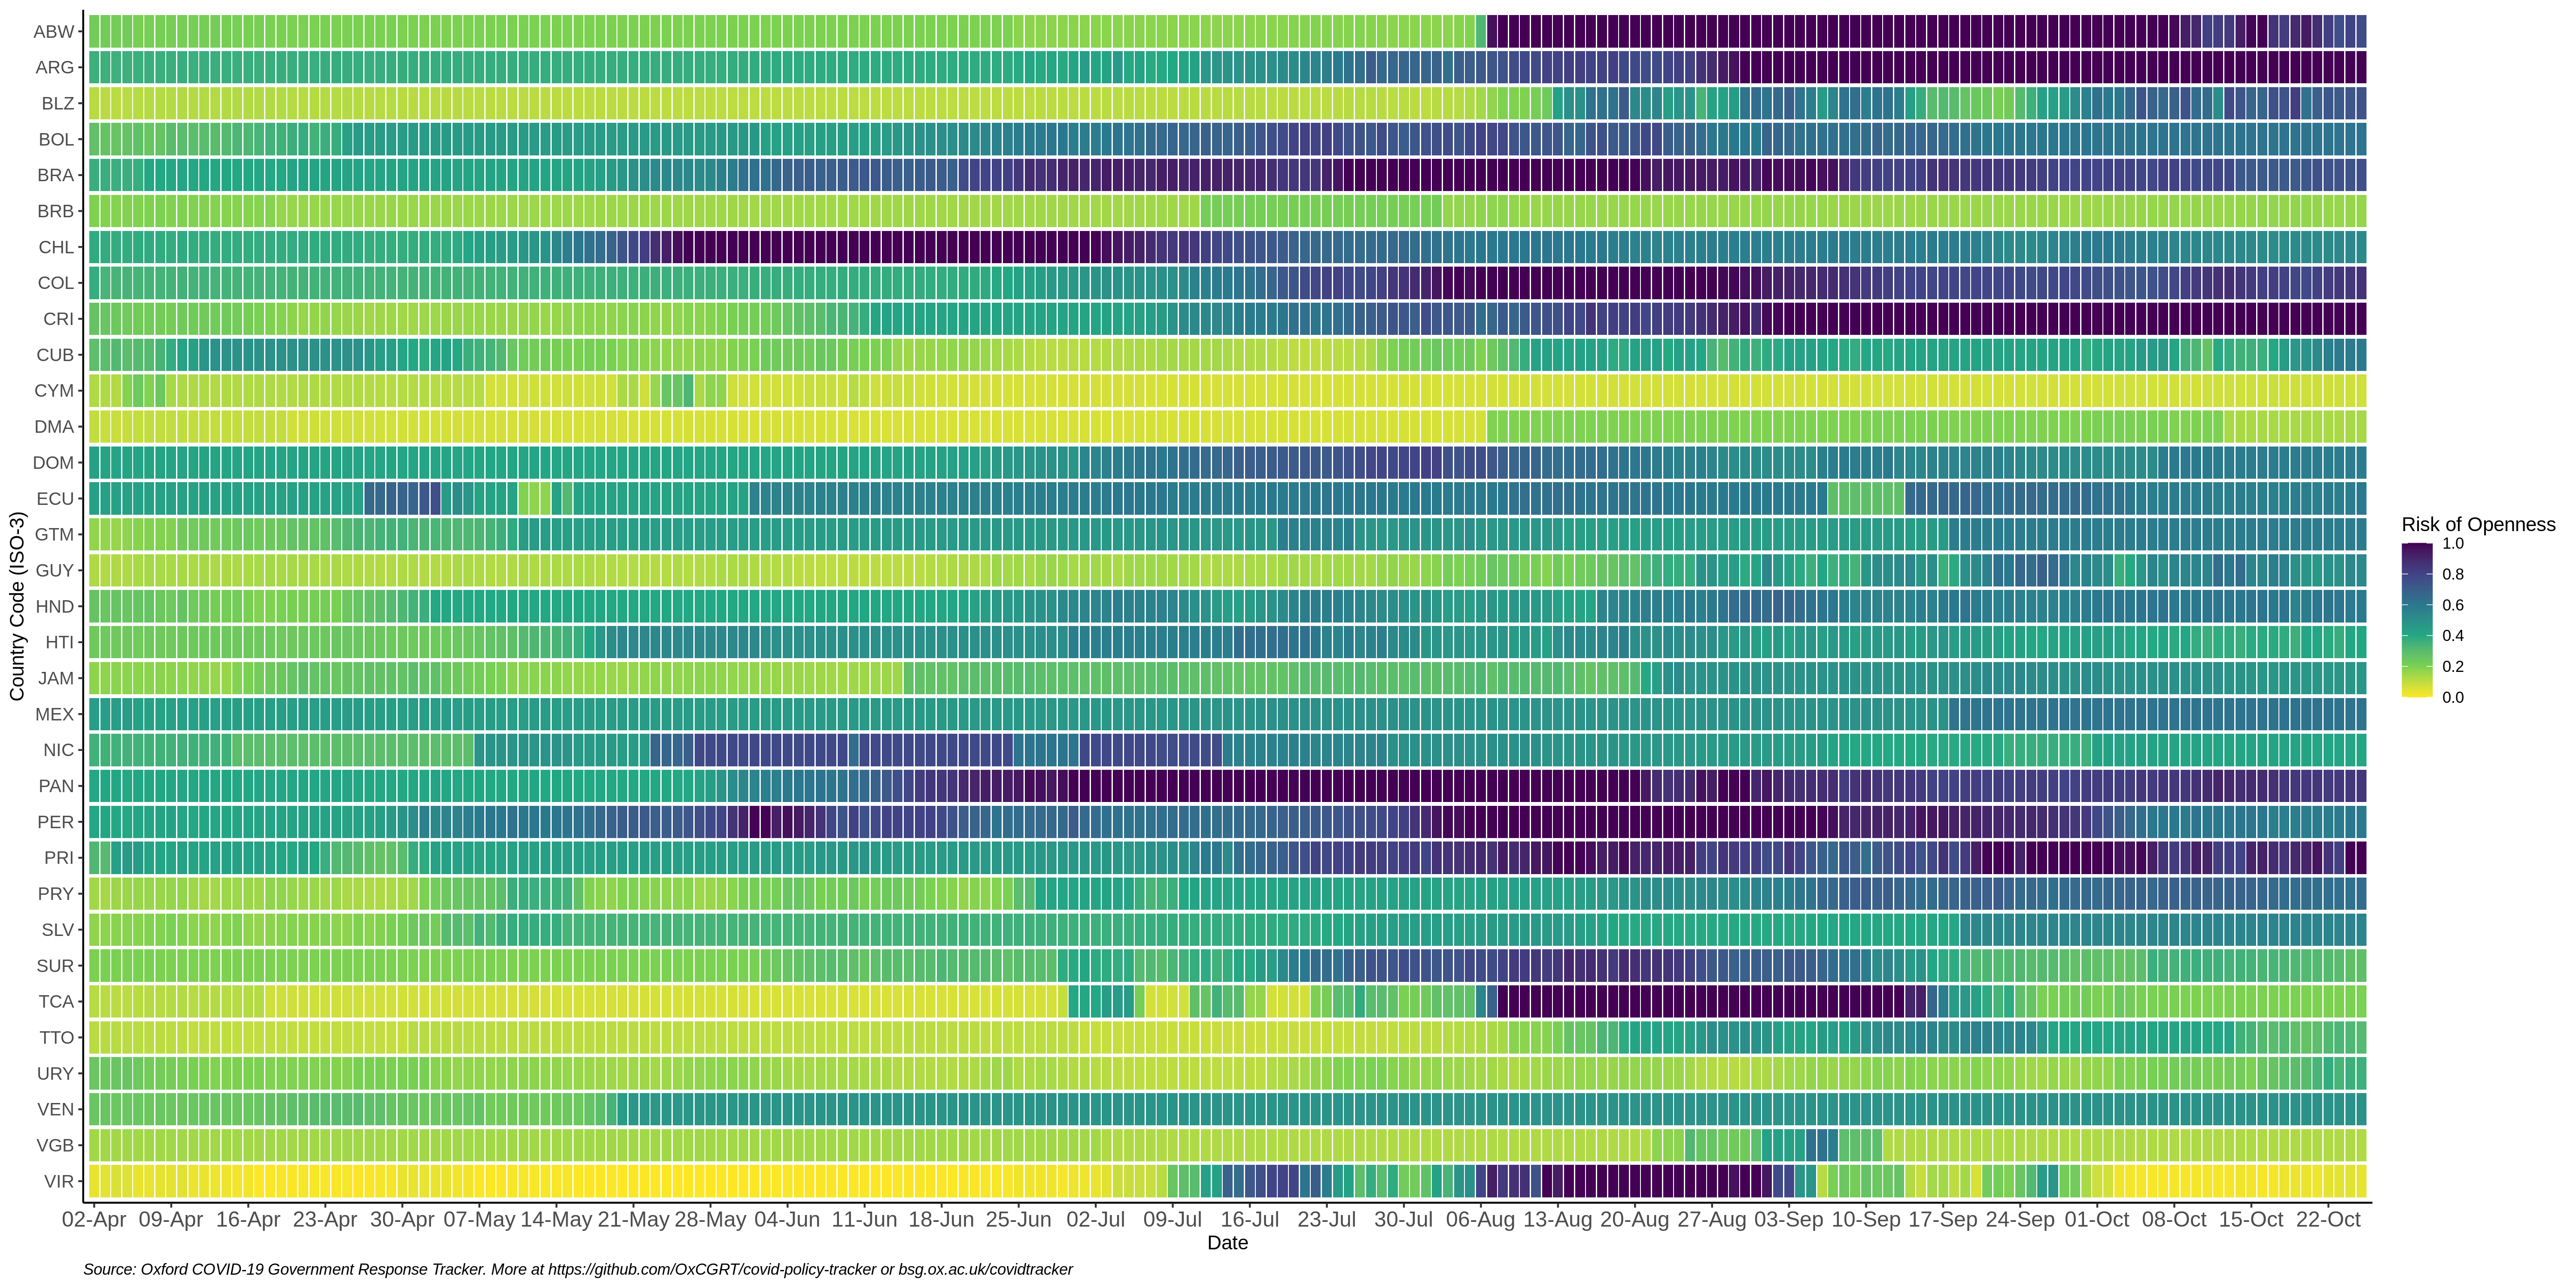 ABW
ARG
BLZ
BOL
BRA
BRB
CHL
COL
CRI
CUB
CYM
DMA
DOM
ECU
GTM
GUY
HND
HTI
JAM
MEX
NIC
PAN
PER
PRI
PRY
SLV
SUR
TCA
TTO
URY
VEN
VGB
VIR
Country Code (ISO-3)
02-Apr 09-Apr 16-Apr 23-Apr 30-Apr 07-May 14-May 21-May 28-May 04-Jun 11-Jun 18-Jun 25-Jun 02-Jul 09-Jul 16-Jul 23-Jul 30-Jul 06-Aug 13-Aug 20-Aug 27-Aug 03-Sep 10-Sep 17-Sep 24-Sep 01-Oct 08-Oct 15-Oct 22-Oct
Date
Risk of Openness
1.0
0.8
0.6
0.4
0.2
0.0
Source: Oxford COVID-19 Government Response Tracker. More at https://github.com/OxCGRT/covid-policy-tracker or bsg.ox.ac.uk/covidtracker